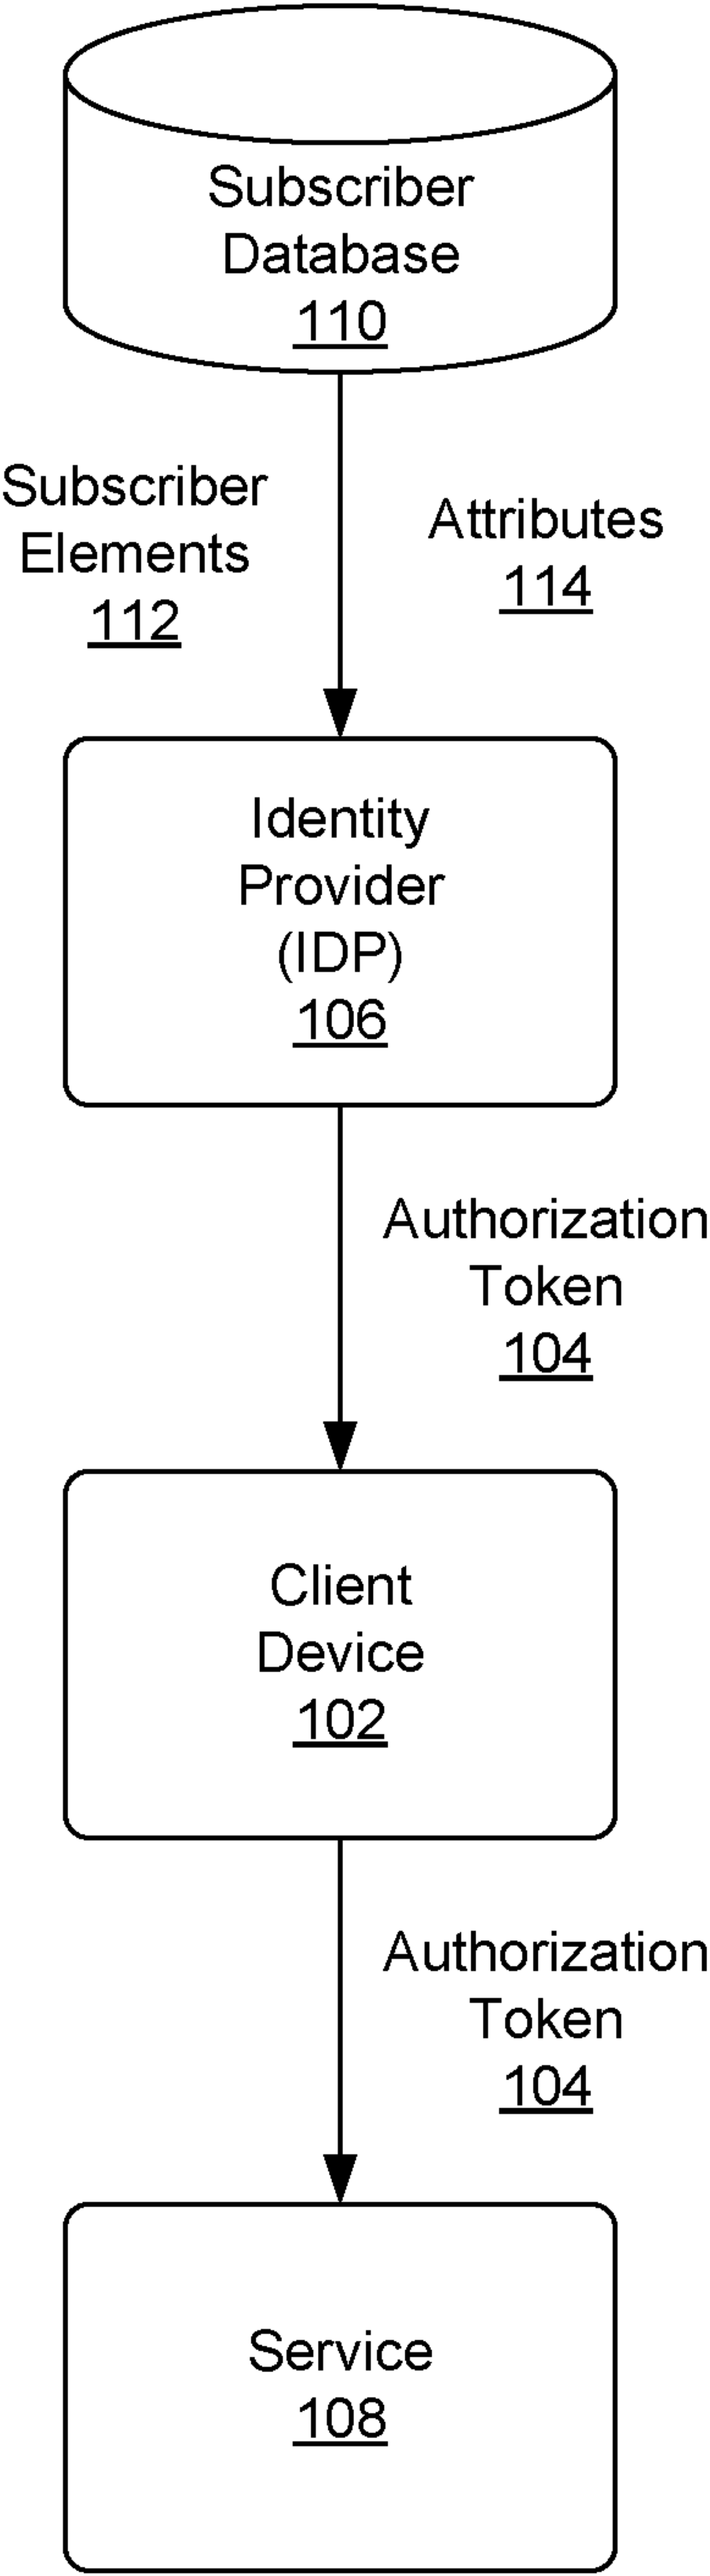 Subscriber
Database
110
Subscriber
Elements
112
Attributes
114
Identity
Provider
(IDP)
106
Authorization
Token
104
Client
Device
102
Authorization
Token
104
Service
108